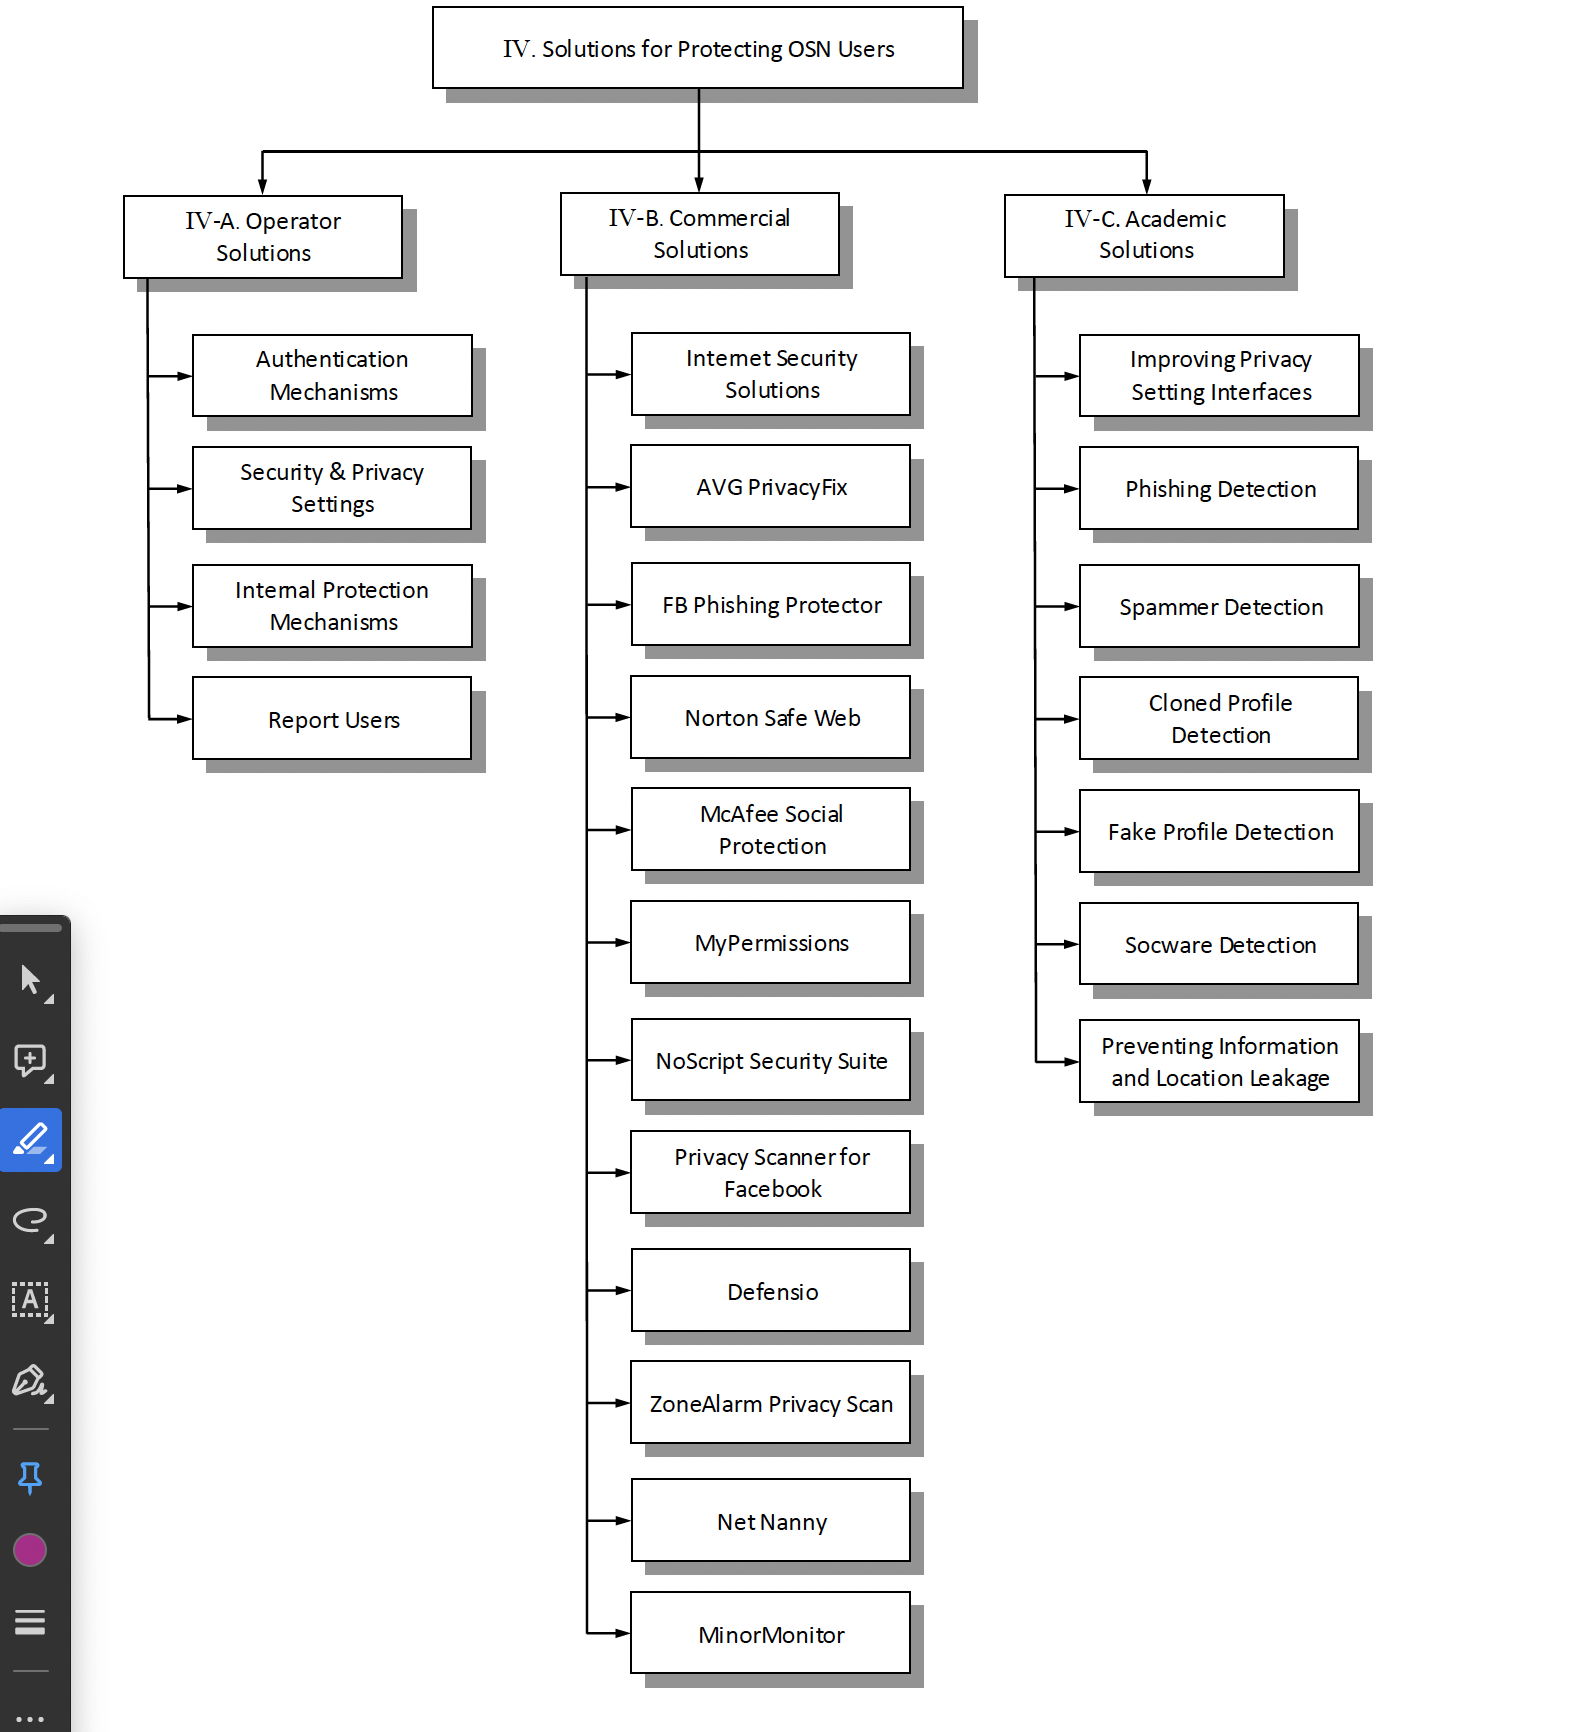 IV. Solutions for Protecting OSN Users
IV-A. Operator
Solutions
Authentication
Mechanisms
Security & Privacy
Settings
Internal Protection
Mechanisms
Report Users
IV-B. Commercial
Solutions
Internet Security
Solutions
AVG PrivacyFix
FB Phishing Protector
Norton Safe Web
McAfee Social
Protection
MyPermissions
NoScript Security Suite
Privacy Scanner for
Facebook
Defensio
ZoneAlarm Privacy Scan
Net Nanny
MinorMonitor
IV-C. Academic
Solutions
Improving Privacy
Setting Interfaces
Phishing Detection
Spammer Detection
Cloned Profile
Detection
Fake Profile Detection
Socware Detection
Preventing Information
and Location Leakage
A